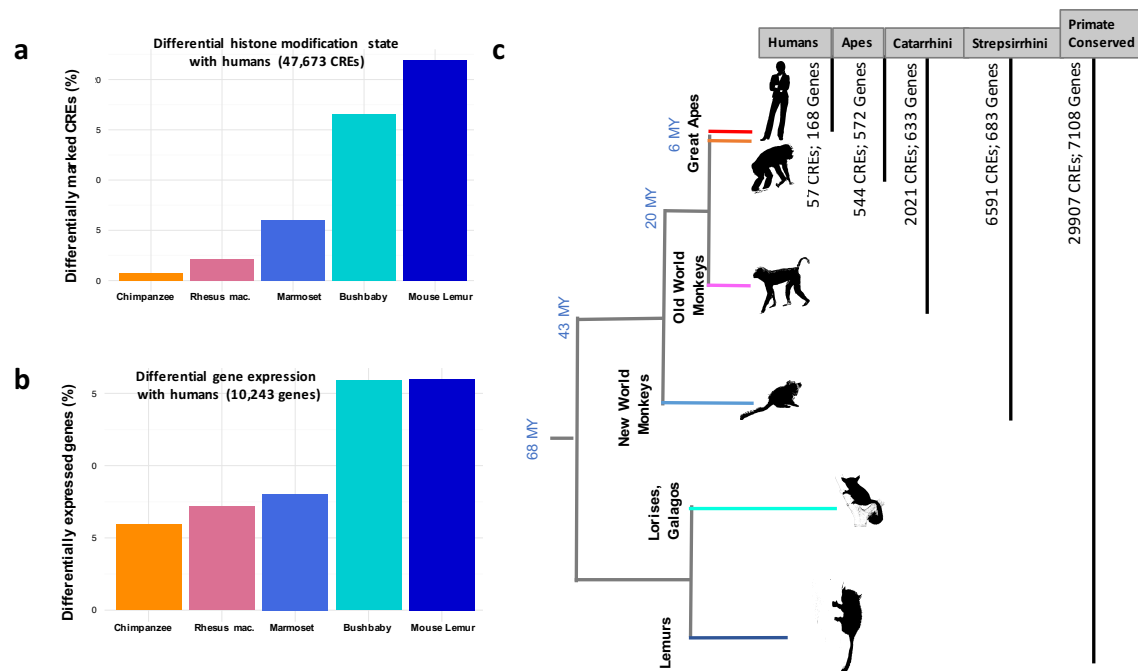 a
Differential histone modification state
with humans (47,673 CREs)
Differentially marked CREs (%)
20
5
0
5
0
Chimpanzee
Rhesus mac.
Marmoset
Bushbaby
Mouse Lemur
b
Differential gene expression
with humans (10,243 genes)
Differentially expressed genes (%)
5
0
5
0
Chimpanzee
Rhesus mac.
Marmoset
Bushbaby
Mouse Lemur
c
Humans
Apes
Catarrhini
Strepsirrhini
Primate
Conserved
57 CREs; 168 Genes
544 CREs; 572 Genes
2021 CREs; 633 Genes
6591 CREs; 683 Genes
29907 CREs; 7108 Genes
6 MY
Great Apes
20 MY
Old World
Monkeys
43 MY
New World
Monkeys
68 MY
Lorises,
Galagos
Lemurs